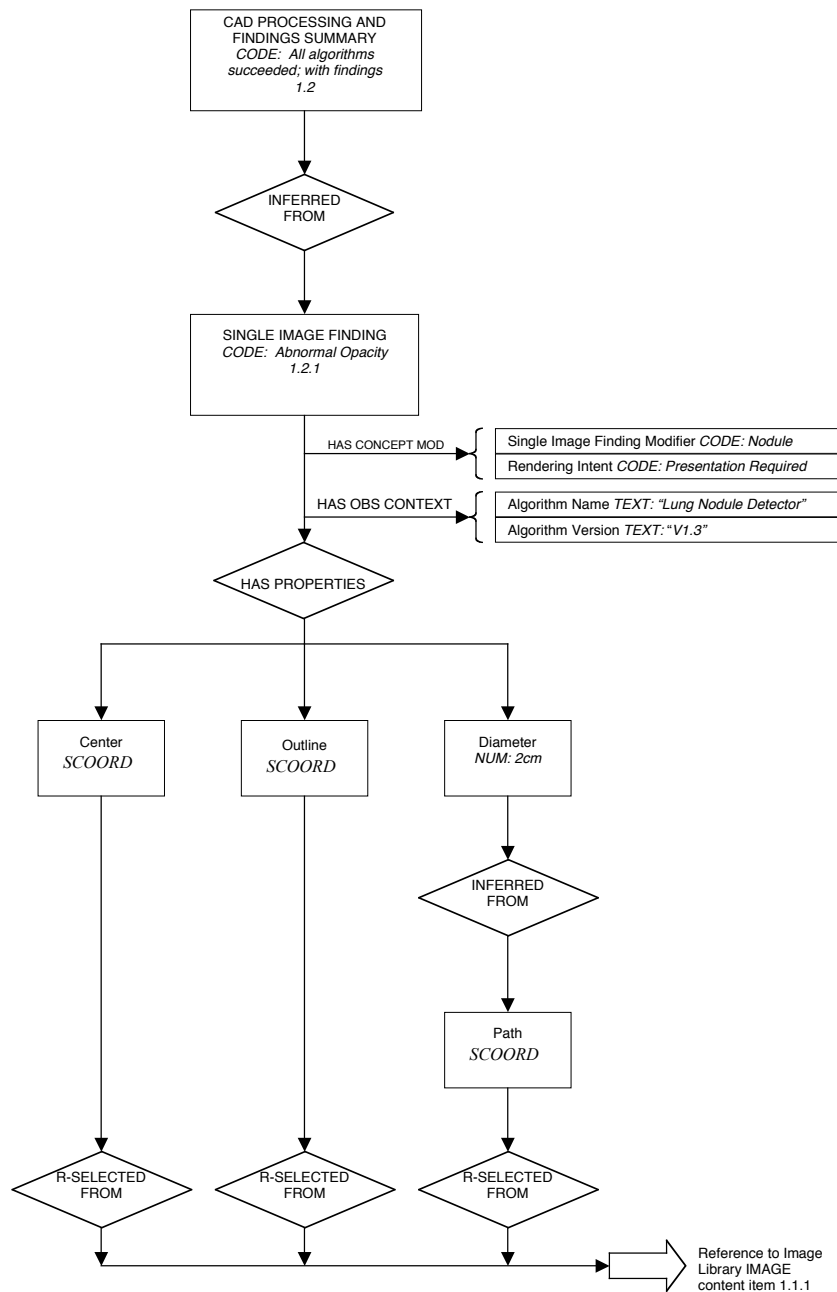 CAD PROCESSING AND
FINDINGS SUMMARY
CODE: All algorithms
succeeded; with findings
1.2
INFERRED
FROM
SINGLE IMAGE FINDING
CODE: Abnormal Opacity
1.2.1
HAS CONCEPT MOD
Single Image Finding Modifier CODE: Nodule
Rendering Intent CODE: Presentation Required
HAS OBS CONTEXT
Algorithm Name TEXT: “Lung Nodule Detector”
Algorithm Version TEXT: “V1.3”
HAS PROPERTIES
Center
SCOORD
Outline
SCOORD
Diameter
NUM: 2cm
INFERRED
FROM
Path
SCOORD
R-SELECTED
FROM
R-SELECTED
FROM
R-SELECTED
FROM
Reference to Image
Library IMAGE
content item 1.1.1